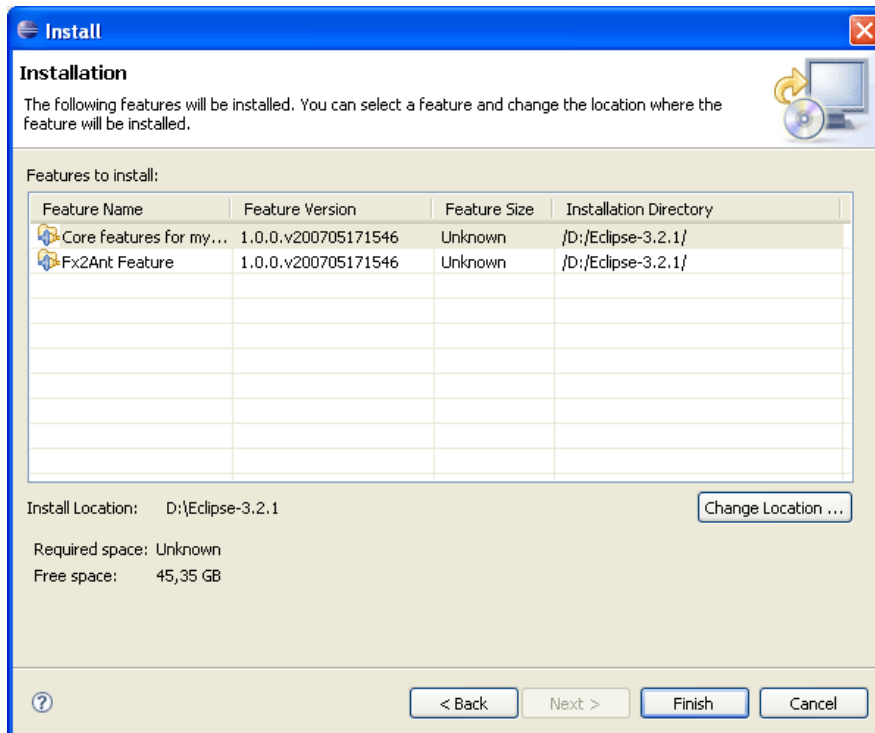 Install
Installation
The following features will be installed. You can select a feature and change the location where the
feature will be installed.
Features to install:
Feature Name Feature Version Feature Size Installation Directory
Core features for my... 1.0.0.v200705171546 Unknown /D:/Eclipse-3.2.1/
Fx2Ant Feature 1.0.0.v200705171546 Unknown /D:/Eclipse-3.2.1/
Install Location: D:\Eclipse-3.2.1 Change Location ...
Required space: Unknown
Free space: 45,35 GB
? < Back Next > Finish Cancel